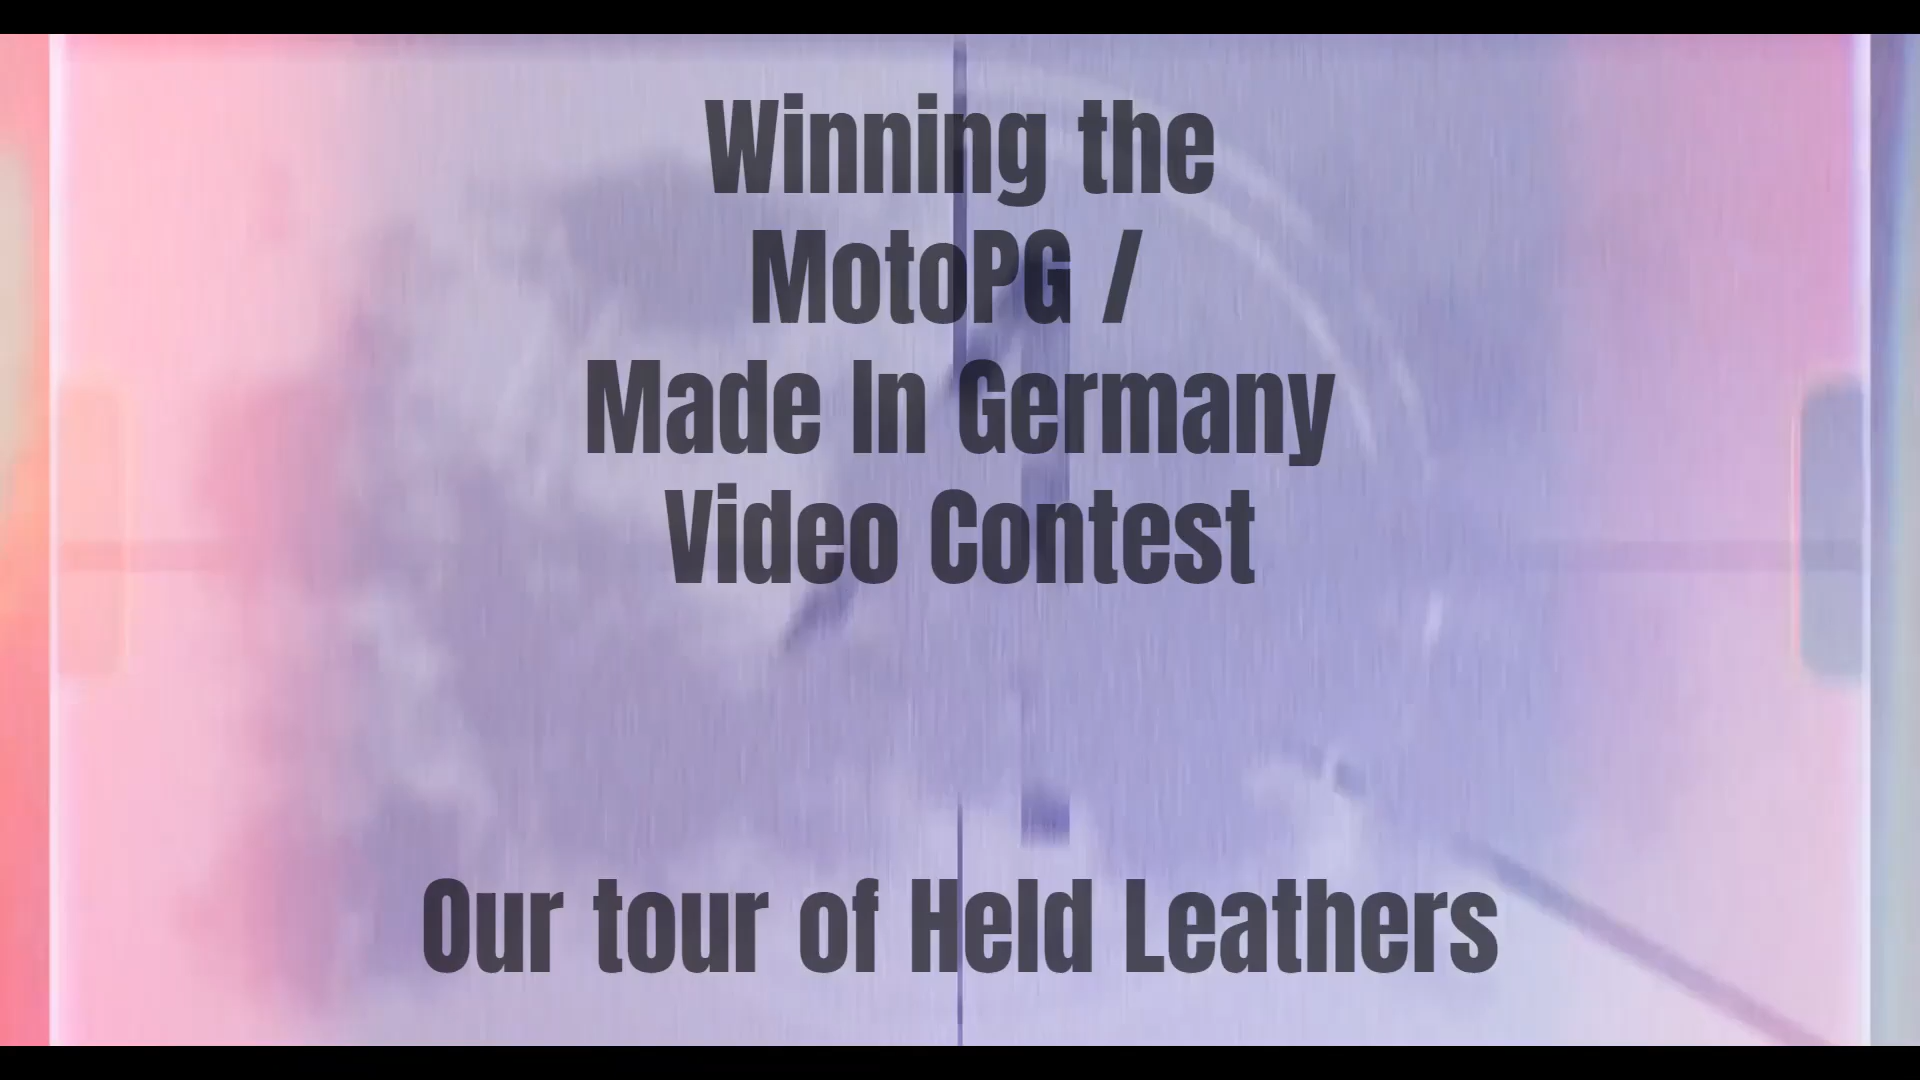 Winning the
MotoPG /
Made In Germany
Video Contest
Our tour of Held Leathers